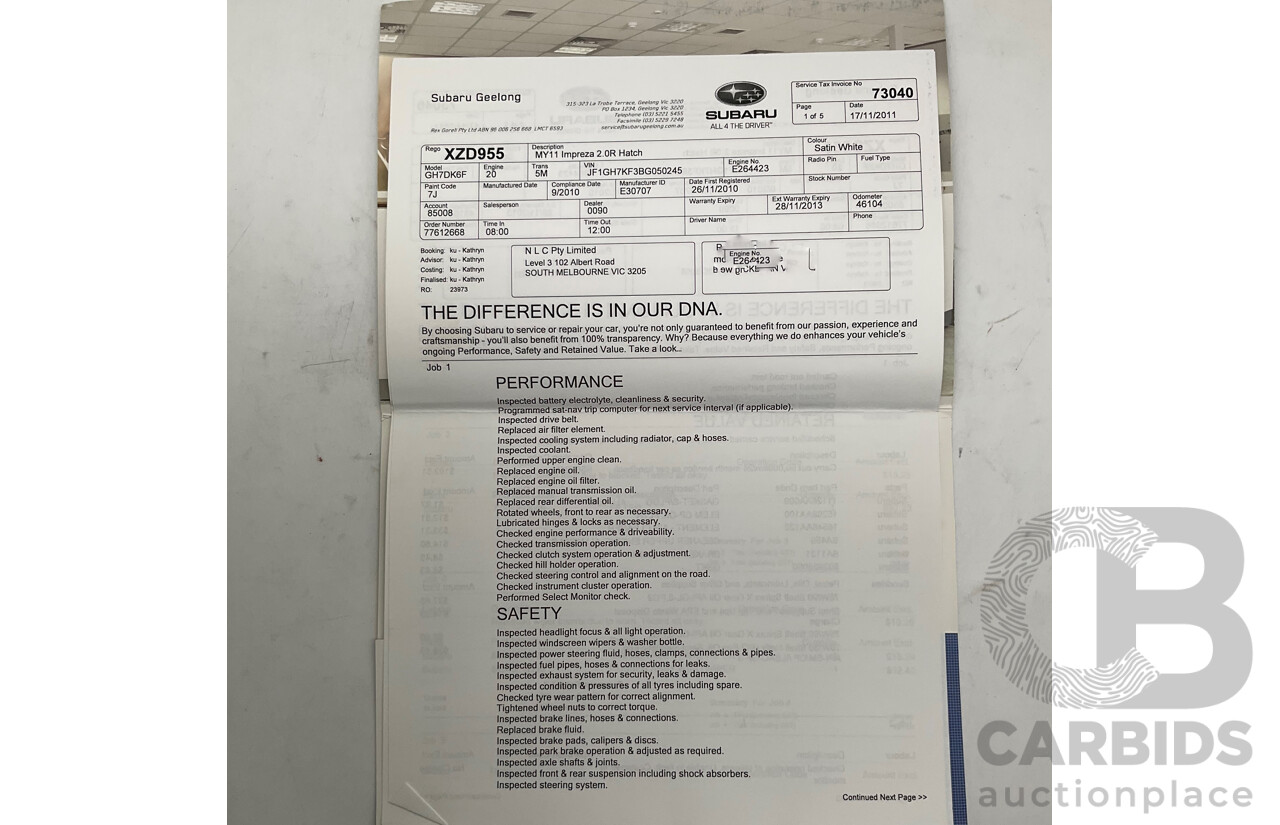 Subaru Geelong
315-323 La Trobe Terrace, Geelong Vic 3220
PO Box 1234, Geelong Vic 3220
Telephone (03) 5221 5455
Facsimile (03) 5229 7248
service@subarugeelong.com.au
Rex Gorell Pty Ltd ABN 96 006 256 668 LMCT 6593
SUBARU
ALL 4 THE DRIVER
Service Tax Invoice No
73040
Page
1 of 5
Date
17/11/2011
Rego XZD955
Description
MY11 Impreza 2.0R Hatch
Colour
Satin White
Model
GH7DK6F
Engine
20
Trans
5M
VIN
JF1GH7KF3BG050245
Engine No.
E264423
Radio Pin
Fuel Type
Paint Code
7J
Manufactured Date
Compliance Date
9/2010
Manufacturer ID
E30707
Date First Registered
26/11/2010
Stock Number
Account
85008
Salesperson
Dealer
0090
Warranty Expiry
Ext Warranty Expiry
28/11/2013
Odometer
46104
Order Number
77612668
Time In
08:00
Time Out
12:00
Driver Name
Phone
Booking: ku - Kathryn
Advisor: ku - Kathryn
Costing: ku - Kathryn
Finalised: ku - Kathryn
RO: 23973
N L C Pty Limited
Level 3 102 Albert Road
SOUTH MELBOURNE VIC 3205
Engine No.
E264423
THE DIFFERENCE IS IN OUR DNA.
By choosing Subaru to service or repair your car, you're not only guaranteed to benefit from our passion, experience and
craftsmanship - you'll also benefit from 100% transparency. Why? Because everything we do enhances your vehicle's
ongoing Performance, Safety and Retained Value. Take a look...
Job 1
PERFORMANCE
Inspected battery electrolyte, cleanliness & security.
Programmed sat-nav trip computer for next service interval (if applicable).
Inspected drive belt.
Replaced air filter element.
Inspected cooling system including radiator, cap & hoses.
Inspected coolant.
Performed upper engine clean.
Replaced engine oil.
Replaced engine oil filter.
Replaced manual transmission oil.
Replaced rear differential oil.
Rotated wheels, front to rear as necessary.
Lubricated hinges & locks as necessary.
Checked engine performance & driveability.
Checked transmission operation.
Checked clutch system operation & adjustment.
Checked hill holder operation.
Checked steering control and alignment on the road.
Checked instrument cluster operation.
Performed Select Monitor check.
SAFETY
Inspected headlight focus & all light operation.
Inspected windscreen wipers & washer bottle.
Inspected power steering fluid, hoses, clamps, connections & pipes.
Inspected fuel pipes, hoses & connections for leaks.
Inspected exhaust system for security, leaks & damage.
Inspected condition & pressures of all tyres including spare.
Checked tyre wear pattern for correct alignment.
Tightened wheel nuts to correct torque.
Inspected brake lines, hoses & connections.
Replaced brake fluid.
Inspected brake pads, calipers & discs.
Inspected park brake operation & adjusted as required.
Inspected axle shafts & joints.
Inspected front & rear suspension including shock absorbers.
Inspected steering system.
Continued Next Page >>
CB
CARBIDS
auctionplace